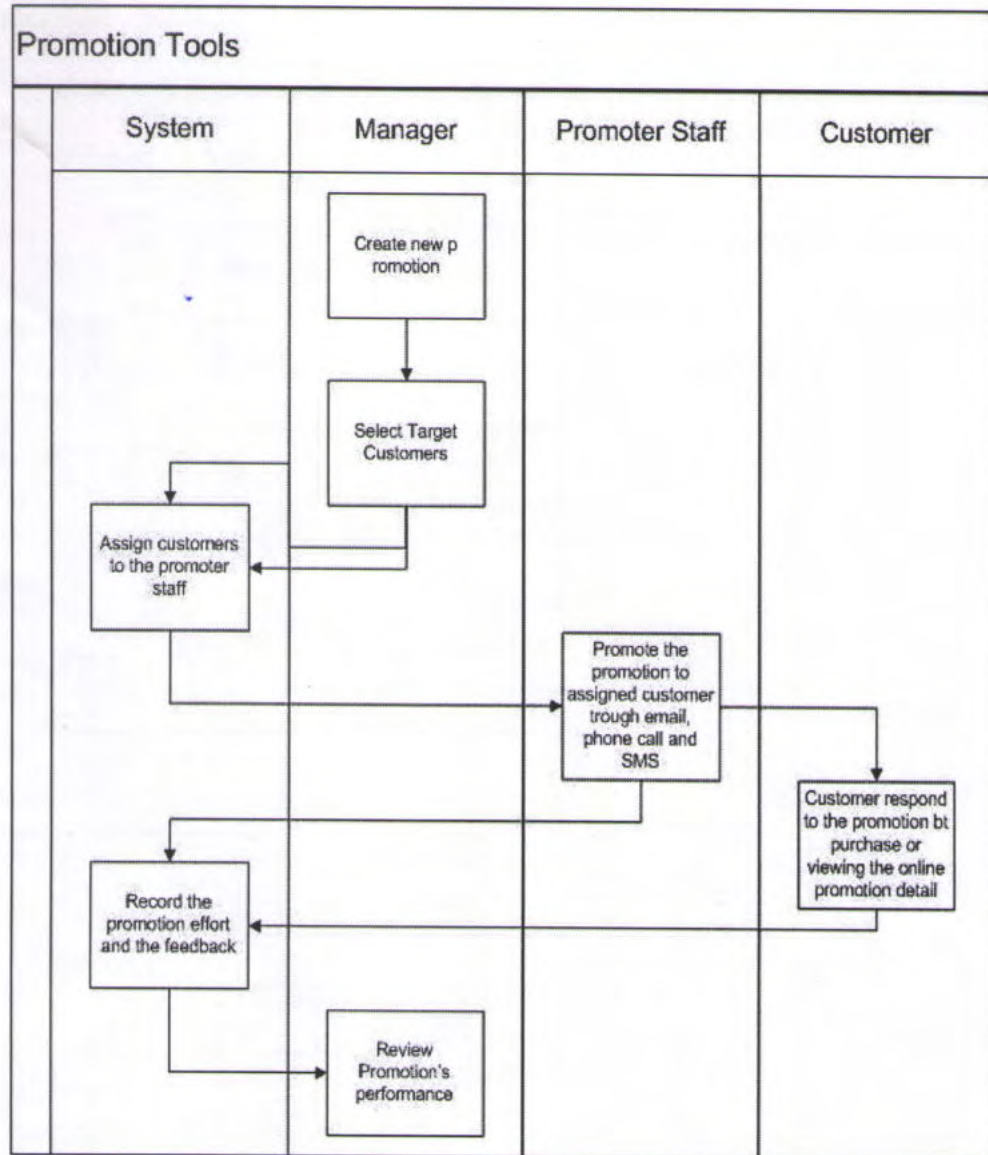 Promotion Tools
System
Manager
Promoter Staff
Customer
Create new p
romotion
Select Target
Customers
Assign customers
to the promoter
staff
Promote the
promotion to
assigned customer
trough email,
phone call and
SMS
Customer respond
to the promotion bt
purchase or
viewing the online
promotion detail
Record the
promotion effort
and the feedback
Review
Promotion's
performance